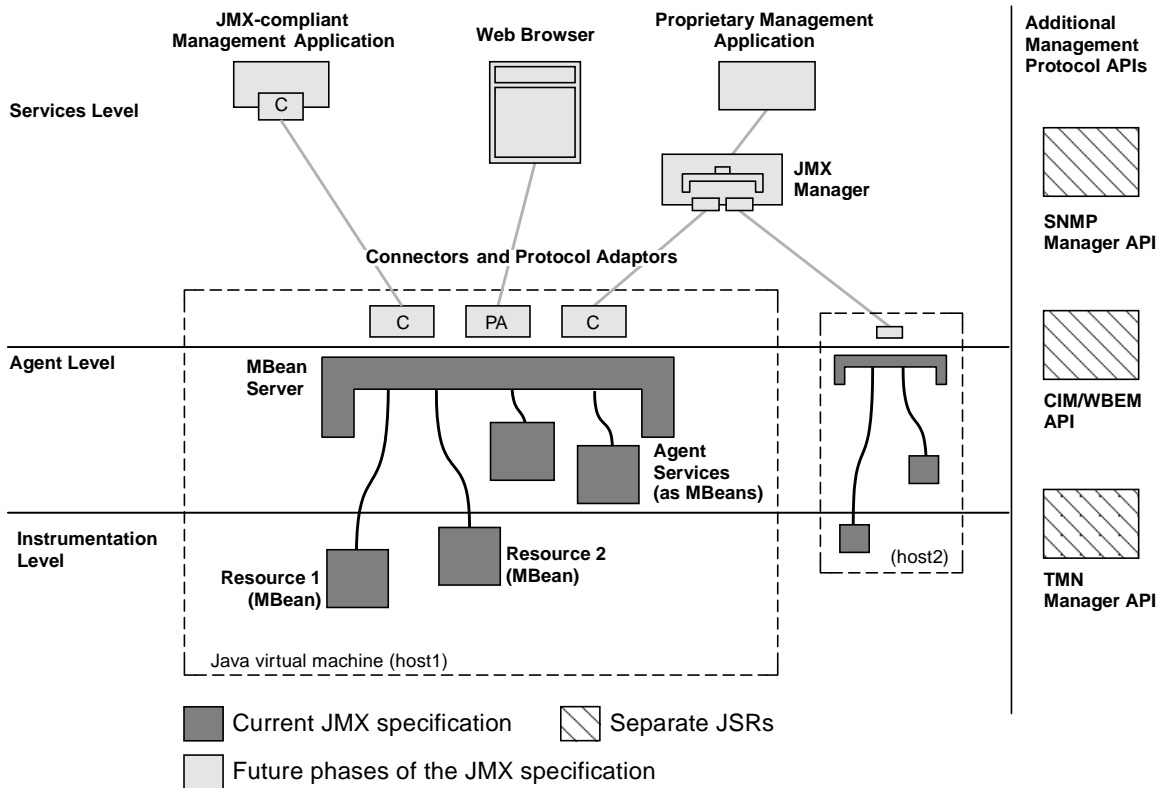 JMX-compliant
Management Application
Web Browser
Proprietary Management
Application
Additional
Management
Protocol APIs
Services Level
C
JMX
Manager
SNMP
Manager API
Connectors and Protocol Adaptors
C
PA
C
Agent Level
MBean
Server
CIM/WBEM
API
Agent
Services
(as MBeans)
Instrumentation
Level
Resource 1
(MBean)
Resource 2
(MBean)
(host2)
TMN
Manager API
Java virtual machine (host1)
Current JMX specification
Separate JSRs
Future phases of the JMX specification